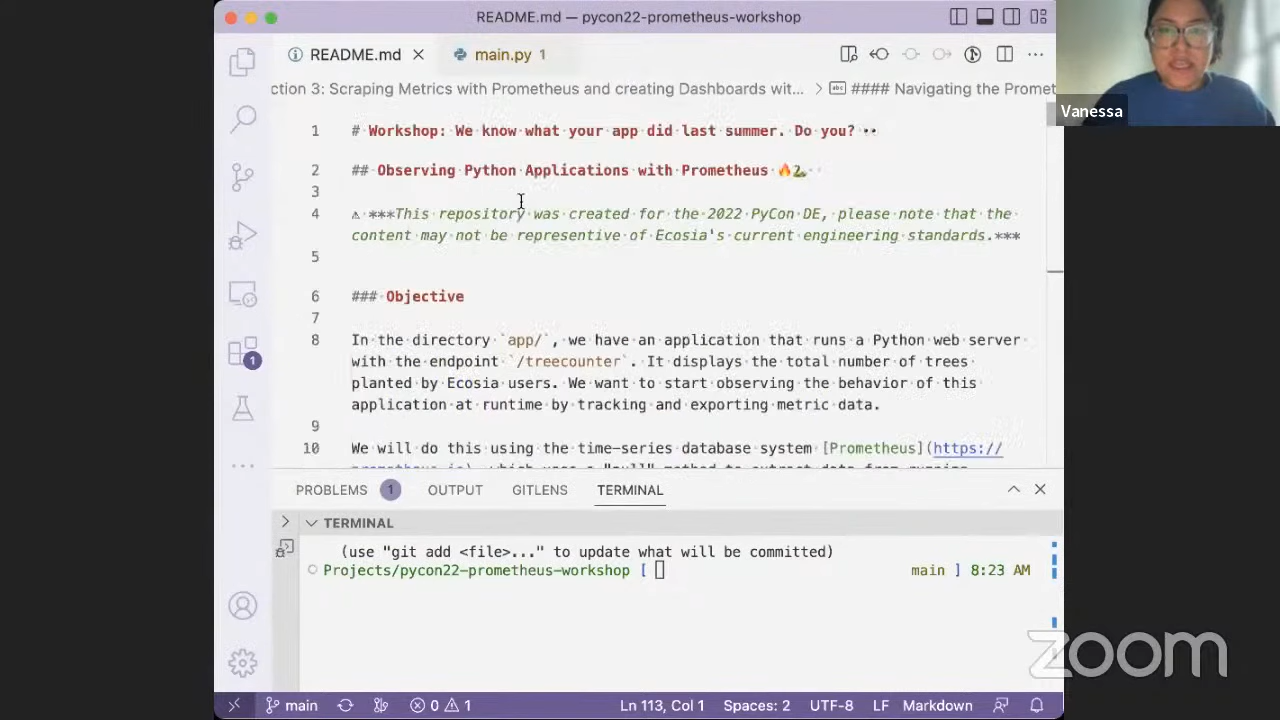 README.md — pycon22-prometheus-workshop
README.md
main.py 1
ction 3: Scraping Metrics with Prometheus and creating Dashboards wit... > #### Navigating the Promet
Vanessa
1 # Workshop: We know what your app did last summer. Do you? 👀
2 ## Observing Python Applications with Prometheus 🔥🐍
3
4 ⚠ ***This repository was created for the 2022 PyCon DE, please note that the
content may not be representative of Ecosia's current engineering standards.***
5
6 ### Objective
7
8 In the directory `app/`, we have an application that runs a Python web server
with the endpoint `/treecounter`. It displays the total number of trees
planted by Ecosia users. We want to start observing the behavior of this
application at runtime by tracking and exporting metric data.
9
10 We will do this using the time-series database system [Prometheus](https://
PROBLEMS 1 OUTPUT GITLENS TERMINAL
TERMINAL
1
(use "git add <file>..." to update what will be committed)
Projects/pycon22-prometheus-workshop [ main ] 8:23 AM
zoom
main 0 1 Ln 113, Col 1 Spaces: 2 UTF-8 LF Markdown